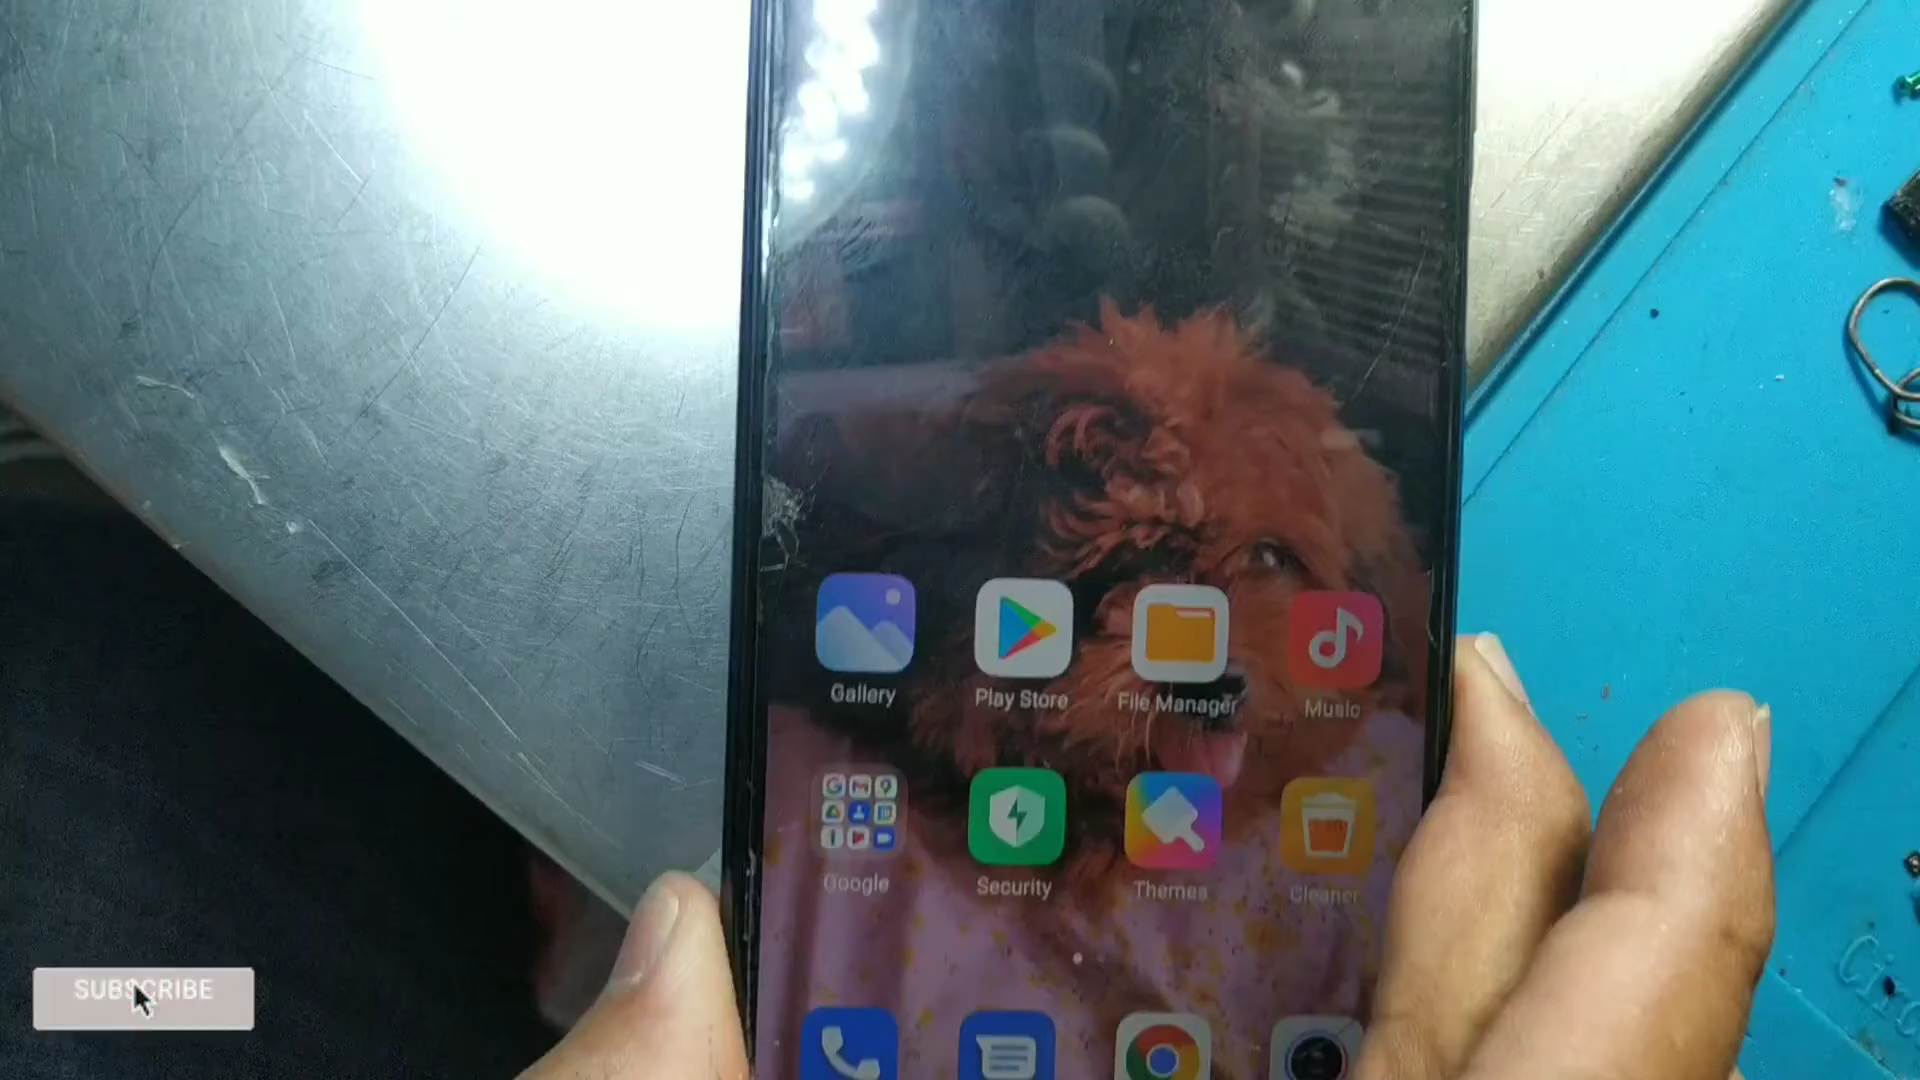 Gallery
Play Store
File Manager
Music
Google
Security
Themes
Cleaner
SUBSCRIBE